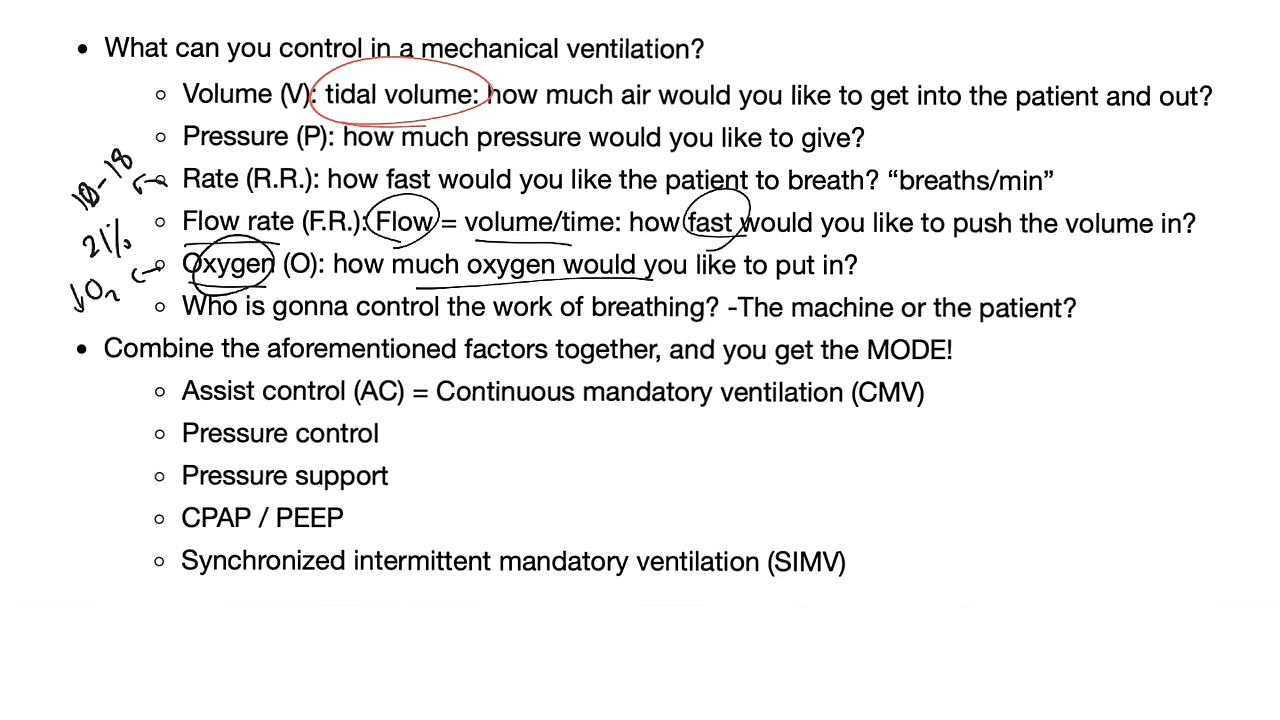 • What can you control in a mechanical ventilation?
◦ Volume (V): tidal volume: how much air would you like to get into the patient and out?
◦ Pressure (P): how much pressure would you like to give?
◦ Rate (R.R.): how fast would you like the patient to breath? “breaths/min”
◦ Flow rate (F.R.): Flow = volume/time: how fast would you like to push the volume in?
◦ Oxygen (O): how much oxygen would you like to put in?
◦ Who is gonna control the work of breathing? -The machine or the patient?
• Combine the aforementioned factors together, and you get the MODE!
◦ Assist control (AC) = Continuous mandatory ventilation (CMV)
◦ Pressure control
◦ Pressure support
◦ CPAP / PEEP
◦ Synchronized intermittent mandatory ventilation (SIMV)
21%
↓O₂